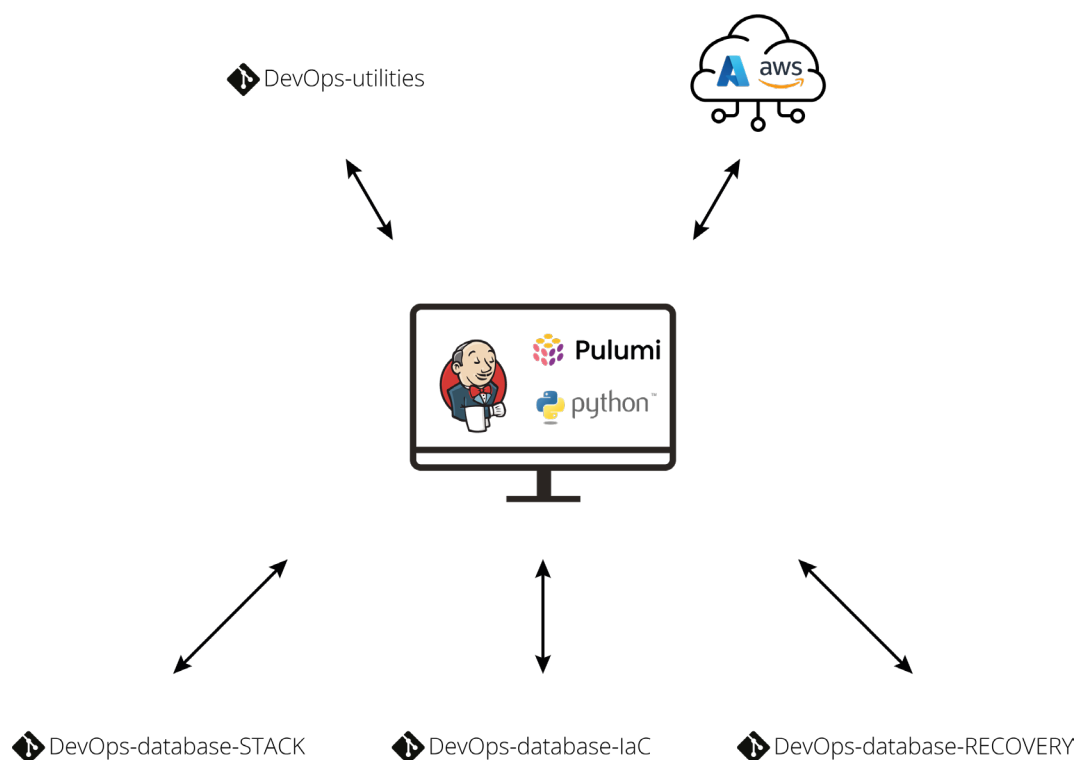 DevOps-utilities
aws
Pulumi
python™
DevOps-database-STACK
DevOps-database-IaC
DevOps-database-RECOVERY